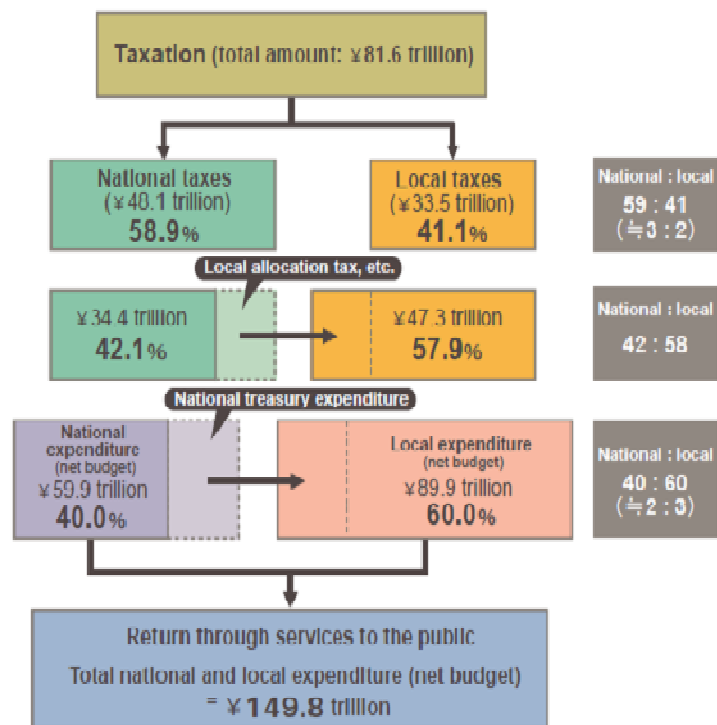 Taxation (total amount: ¥81.6 trillion)
National taxes
(¥48.1 trillion)
58.9%
Local taxes
(¥33.5 trillion)
41.1%
National : local
59 : 41
(≒3 : 2)
Local allocation tax, etc.
¥34.4 trillion
42.1%
¥47.3 trillion
57.9%
National : local
42 : 58
National treasury expenditure
National
expenditure
(net budget)
¥59.9 trillion
40.0%
Local expenditure
(net budget)
¥89.9 trillion
60.0%
National : local
40 : 60
(≒2 : 3)
Return through services to the public
Total national and local expenditure (net budget)
= ¥149.8 trillion